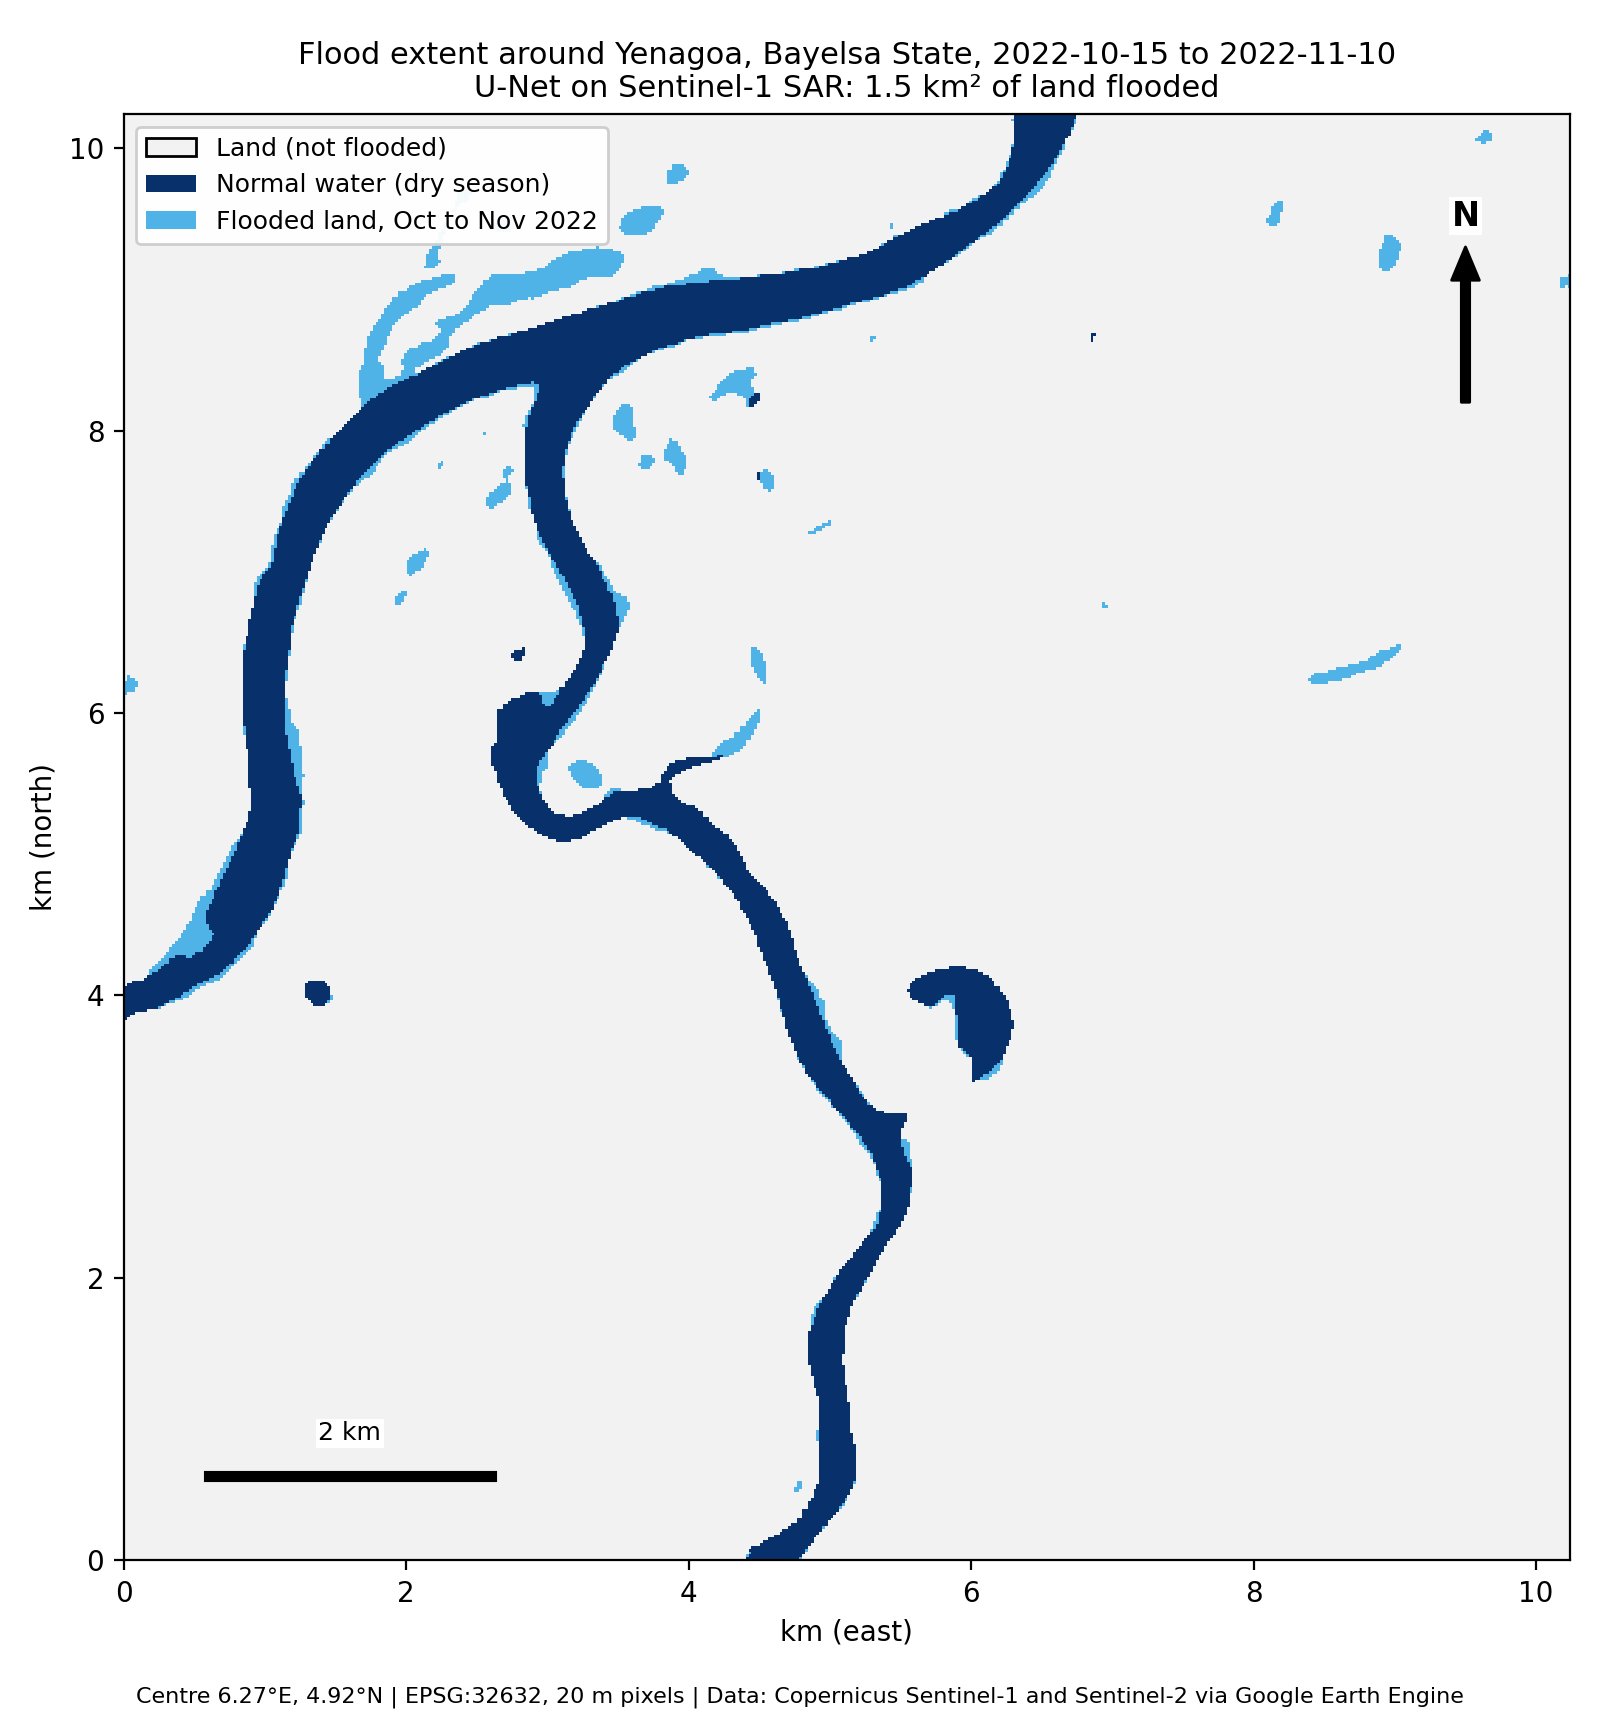 Flood extent around Yenagoa, Bayelsa State, 2022-10-15 to 2022-11-10
U-Net on Sentinel-1 SAR: 1.5 km² of land flooded
Land (not flooded)
Normal water (dry season)
Flooded land, Oct to Nov 2022
N
10
8
6
4
2
0
km (north)
2 km
0
2
4
6
8
10
km (east)
Centre 6.27°E, 4.92°N | EPSG:32632, 20 m pixels | Data: Copernicus Sentinel-1 and Sentinel-2 via Google Earth Engine